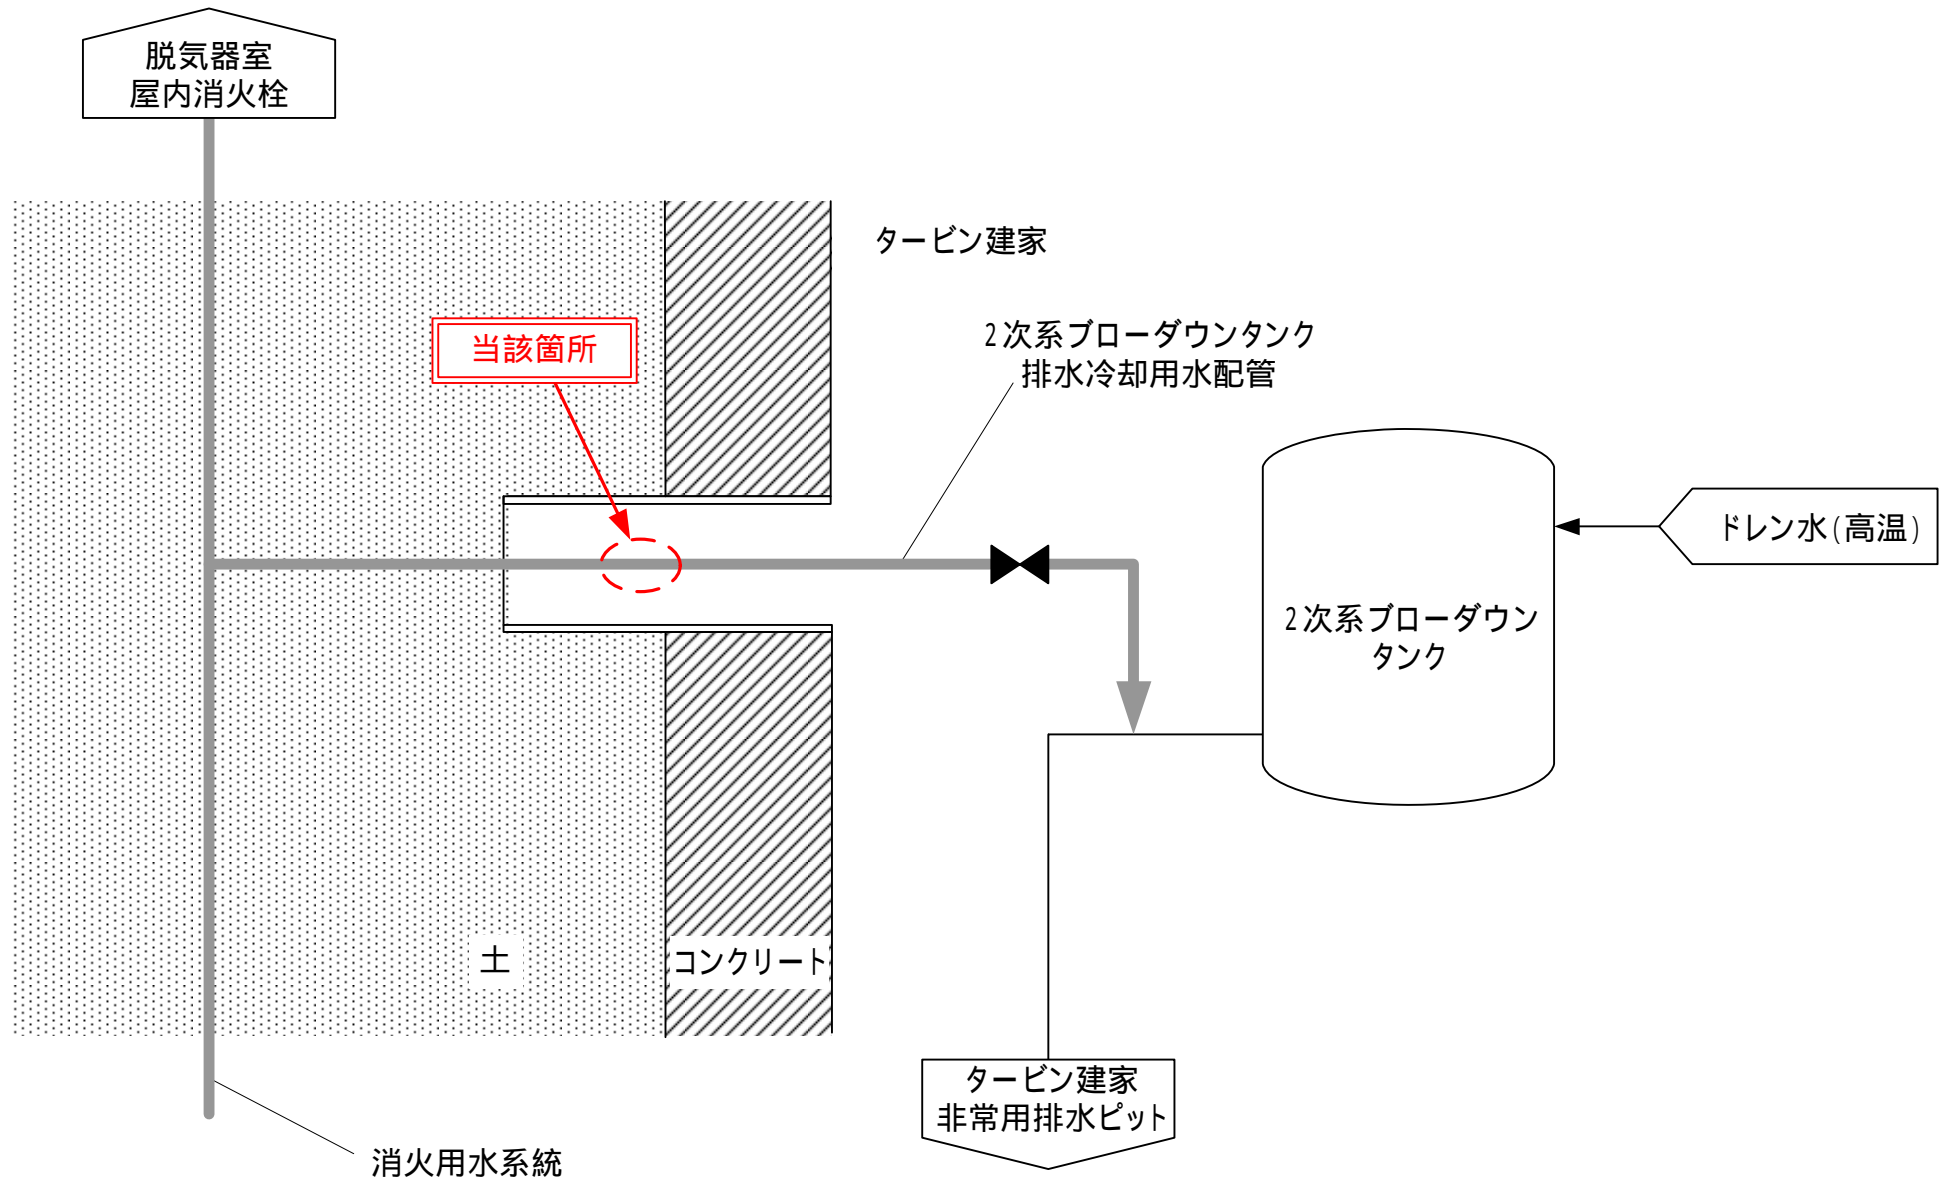 脱気器室
屋内消火栓
タービン建家
当該箇所
2次系ブローダウンタンク
排水冷却用水配管
ドレン水(高温)
2次系ブローダウン
タンク
土
コンクリート
タービン建家
非常用排水ピット
消火用水系統